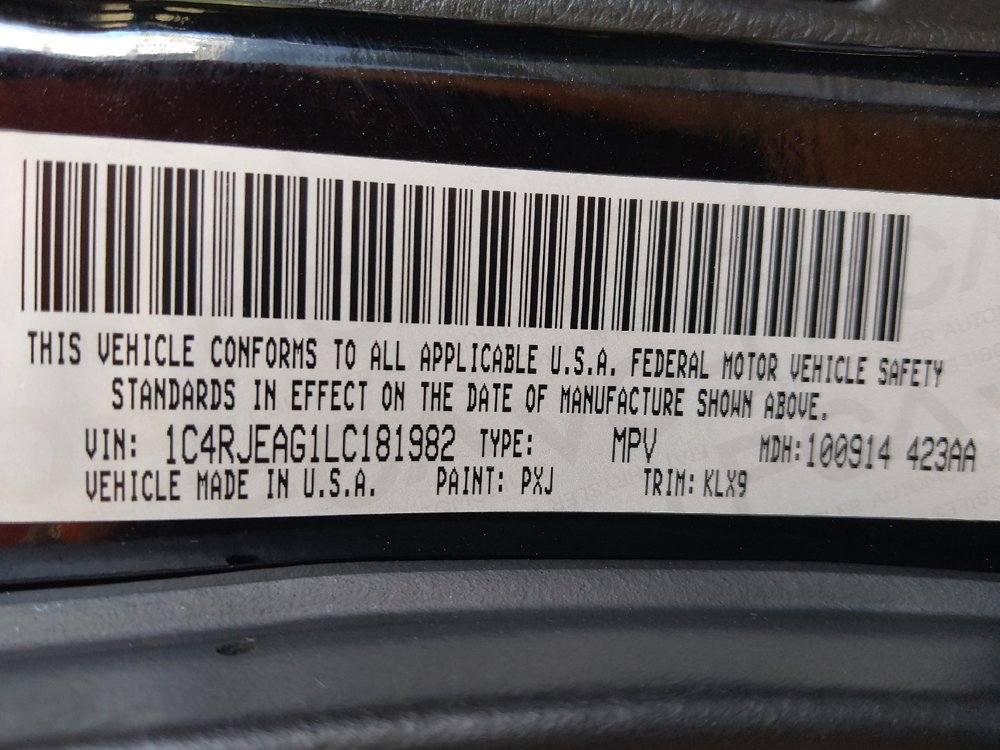 THIS VEHICLE CONFORMS TO ALL APPLICABLE U.S.A. FEDERAL MOTOR VEHICLE SAFETY
STANDARDS IN EFFECT ON THE DATE OF MANUFACTURE SHOWN ABOVE.
VIN: 1C4RJEAG1LC181982 TYPE: MPV MDH:100914 423AA
VEHICLE MADE IN U.S.A. PAINT: PXJ TRIM: KLX9